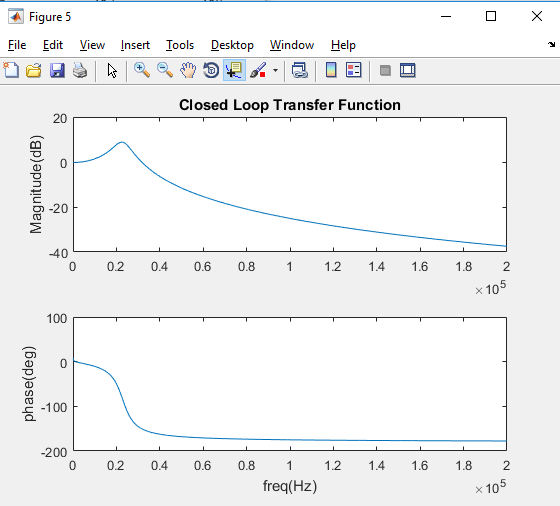 Figure 5
File Edit View Insert Tools Desktop Window Help
Closed Loop Transfer Function
Magnitude(dB)
20
0
-20
-40
0 0.2 0.4 0.6 0.8 1 1.2 1.4 1.6 1.8 2
×10^5
phase(deg)
100
0
-100
-200
0 0.2 0.4 0.6 0.8 1 1.2 1.4 1.6 1.8 2
freq(Hz) ×10^5